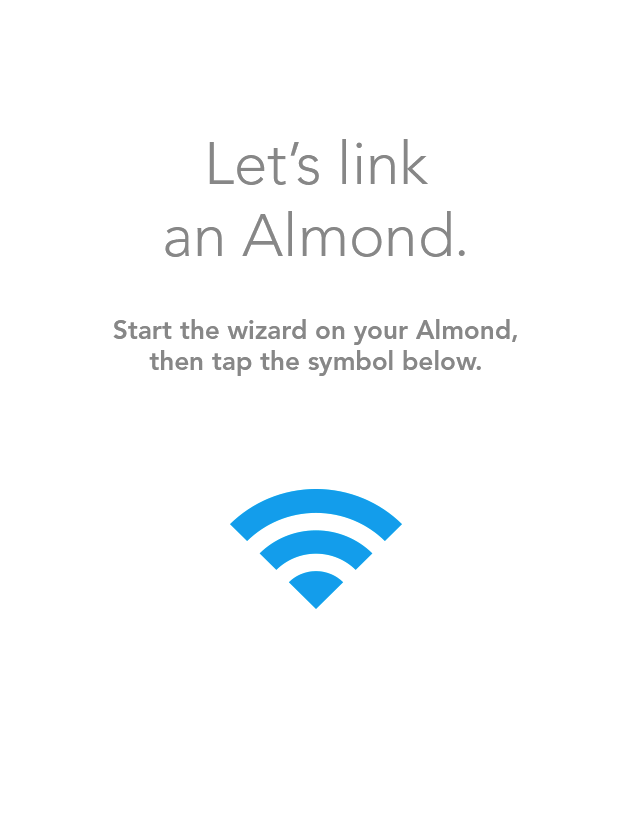 Let’s link
an Almond.
Start the wizard on your Almond,
then tap the symbol below.